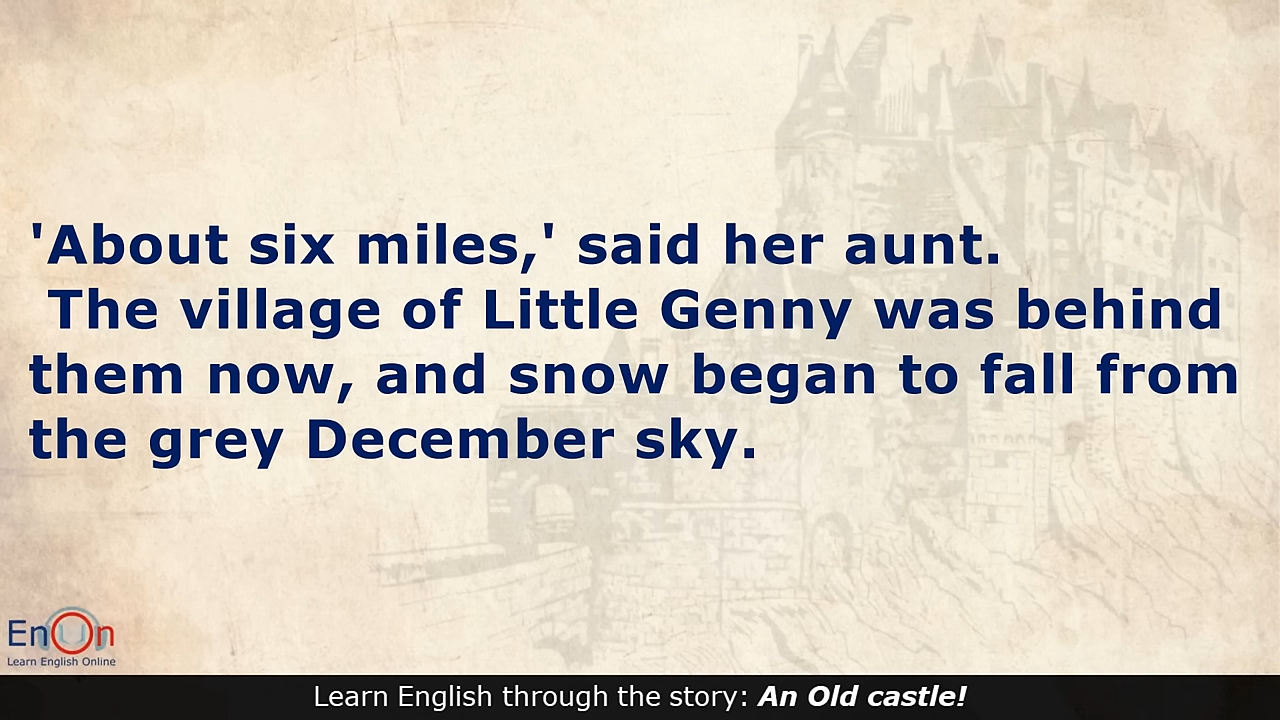 'About six miles,' said her aunt.
The village of Little Genny was behind
them now, and snow began to fall from
the grey December sky.
EnOn
Learn English Online
Learn English through the story: An Old castle!